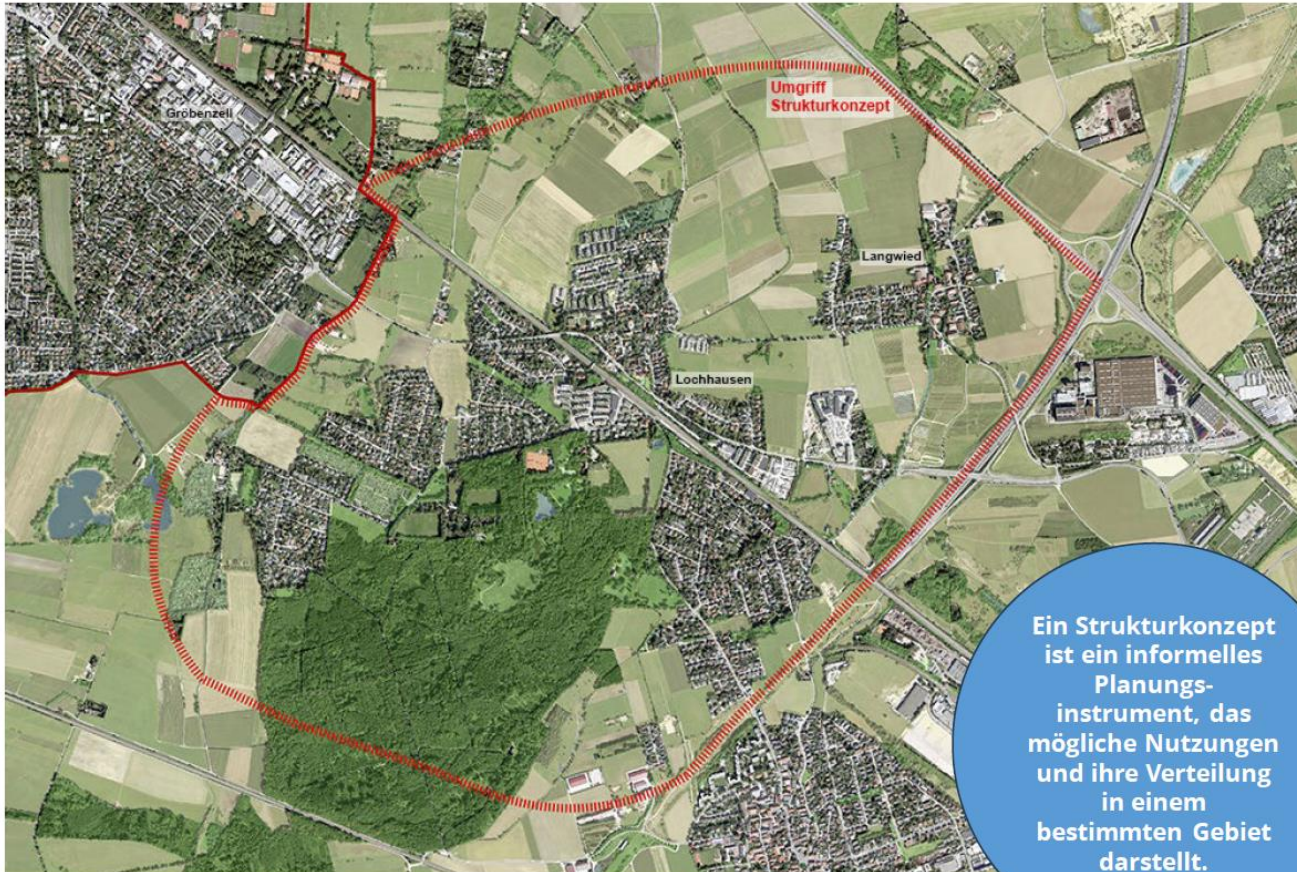 Gröbenzell
Umgriff
Strukturkonzept
Langwied
Lochhausen
Ein Strukturkonzept
ist ein informelles
Planungs-
instrument, das
mögliche Nutzungen
und ihre Verteilung
in einem
bestimmten Gebiet
darstellt.